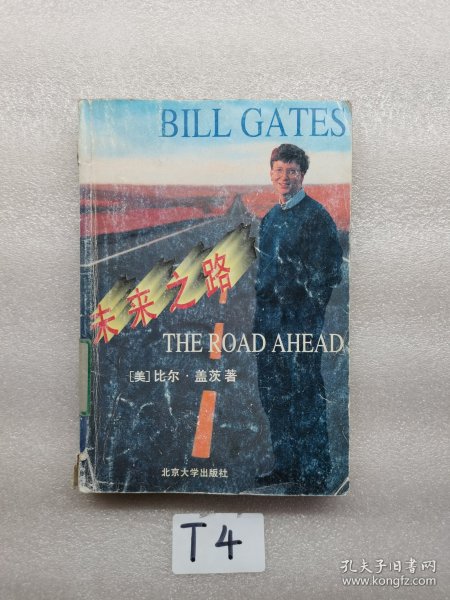 BILL GATES
未来之路
THE ROAD AHEAD
[美]比尔·盖茨著
北京大学出版社
T4
孔夫子旧书网
www.kongfz.com